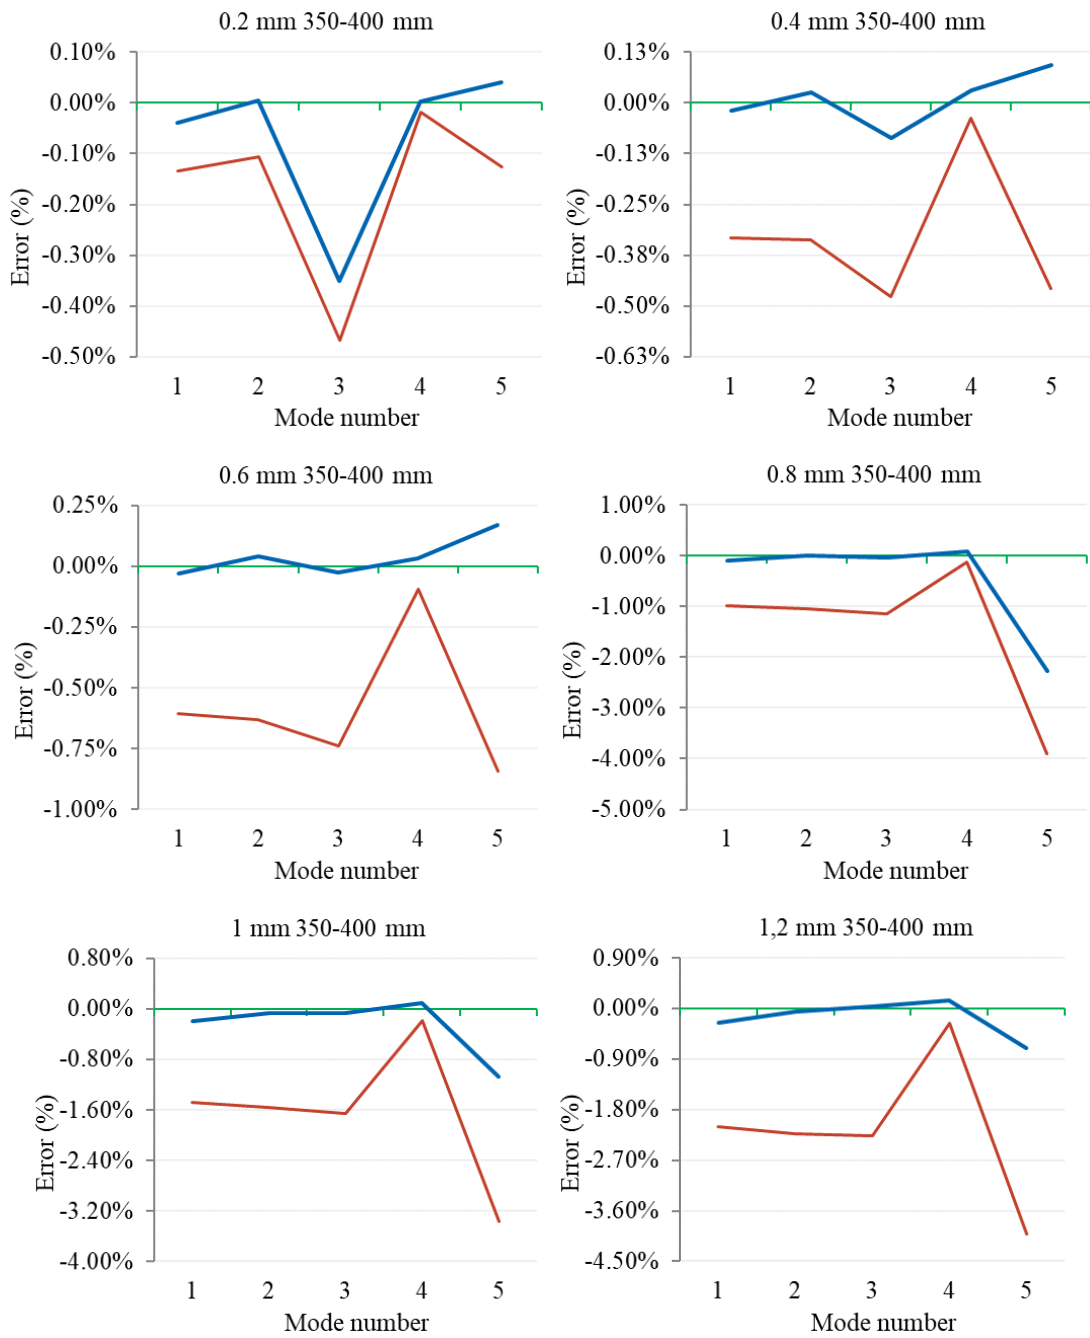 0.2 mm 350-400 mm
0.10%
0.00%
-0.10%
-0.20%
-0.30%
-0.40%
-0.50%
Error (%)
1 2 3 4 5
Mode number
0.4 mm 350-400 mm
0.13%
0.00%
-0.13%
-0.25%
-0.38%
-0.50%
-0.63%
Error (%)
1 2 3 4 5
Mode number
0.6 mm 350-400 mm
0.25%
0.00%
-0.25%
-0.50%
-0.75%
-1.00%
Error (%)
1 2 3 4 5
Mode number
0.8 mm 350-400 mm
1.00%
0.00%
-1.00%
-2.00%
-3.00%
-4.00%
-5.00%
Error (%)
1 2 3 4 5
Mode number
1 mm 350-400 mm
0.80%
0.00%
-0.80%
-1.60%
-2.40%
-3.20%
-4.00%
Error (%)
1 2 3 4 5
Mode number
1,2 mm 350-400 mm
0.90%
0.00%
-0.90%
-1.80%
-2.70%
-3.60%
-4.50%
Error (%)
1 2 3 4 5
Mode number